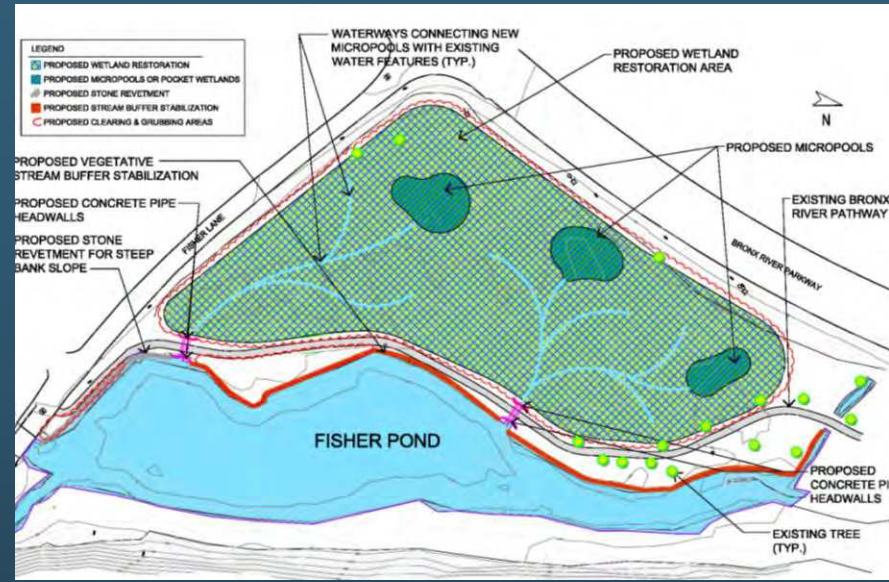 LEGEND
PROPOSED WETLAND RESTORATION
PROPOSED MICROPOOLS OR POCKET WETLANDS
PROPOSED STONE REVETMENT
PROPOSED STREAM BUFFER STABILIZATION
PROPOSED CLEARING & GRUBBING AREAS
WATERWAYS CONNECTING NEW
MICROPOOLS WITH EXISTING
WATER FEATURES (TYP.)
PROPOSED WETLAND
RESTORATION AREA
N
PROPOSED MICROPOOLS
PROPOSED VEGETATIVE
STREAM BUFFER STABILIZATION
PROPOSED CONCRETE PIPE
HEADWALLS
PROPOSED STONE
REVETMENT FOR STEEP
BANK SLOPE
FISHER LANE
EXISTING BRONX
RIVER PATHWAY
BRONX RIVER PARKWAY
FISHER POND
PROPOSED
CONCRETE PI
HEADWALLS
EXISTING TREE
(TYP.)